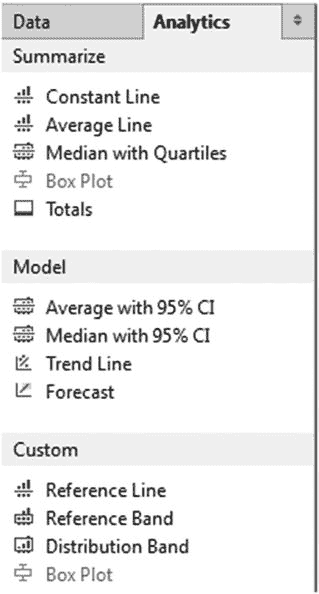 Data
Analytics
Summarize
Constant Line
Average Line
Median with Quartiles
Box Plot
Totals
Model
Average with 95% CI
Median with 95% CI
Trend Line
Forecast
Custom
Reference Line
Reference Band
Distribution Band
Box Plot